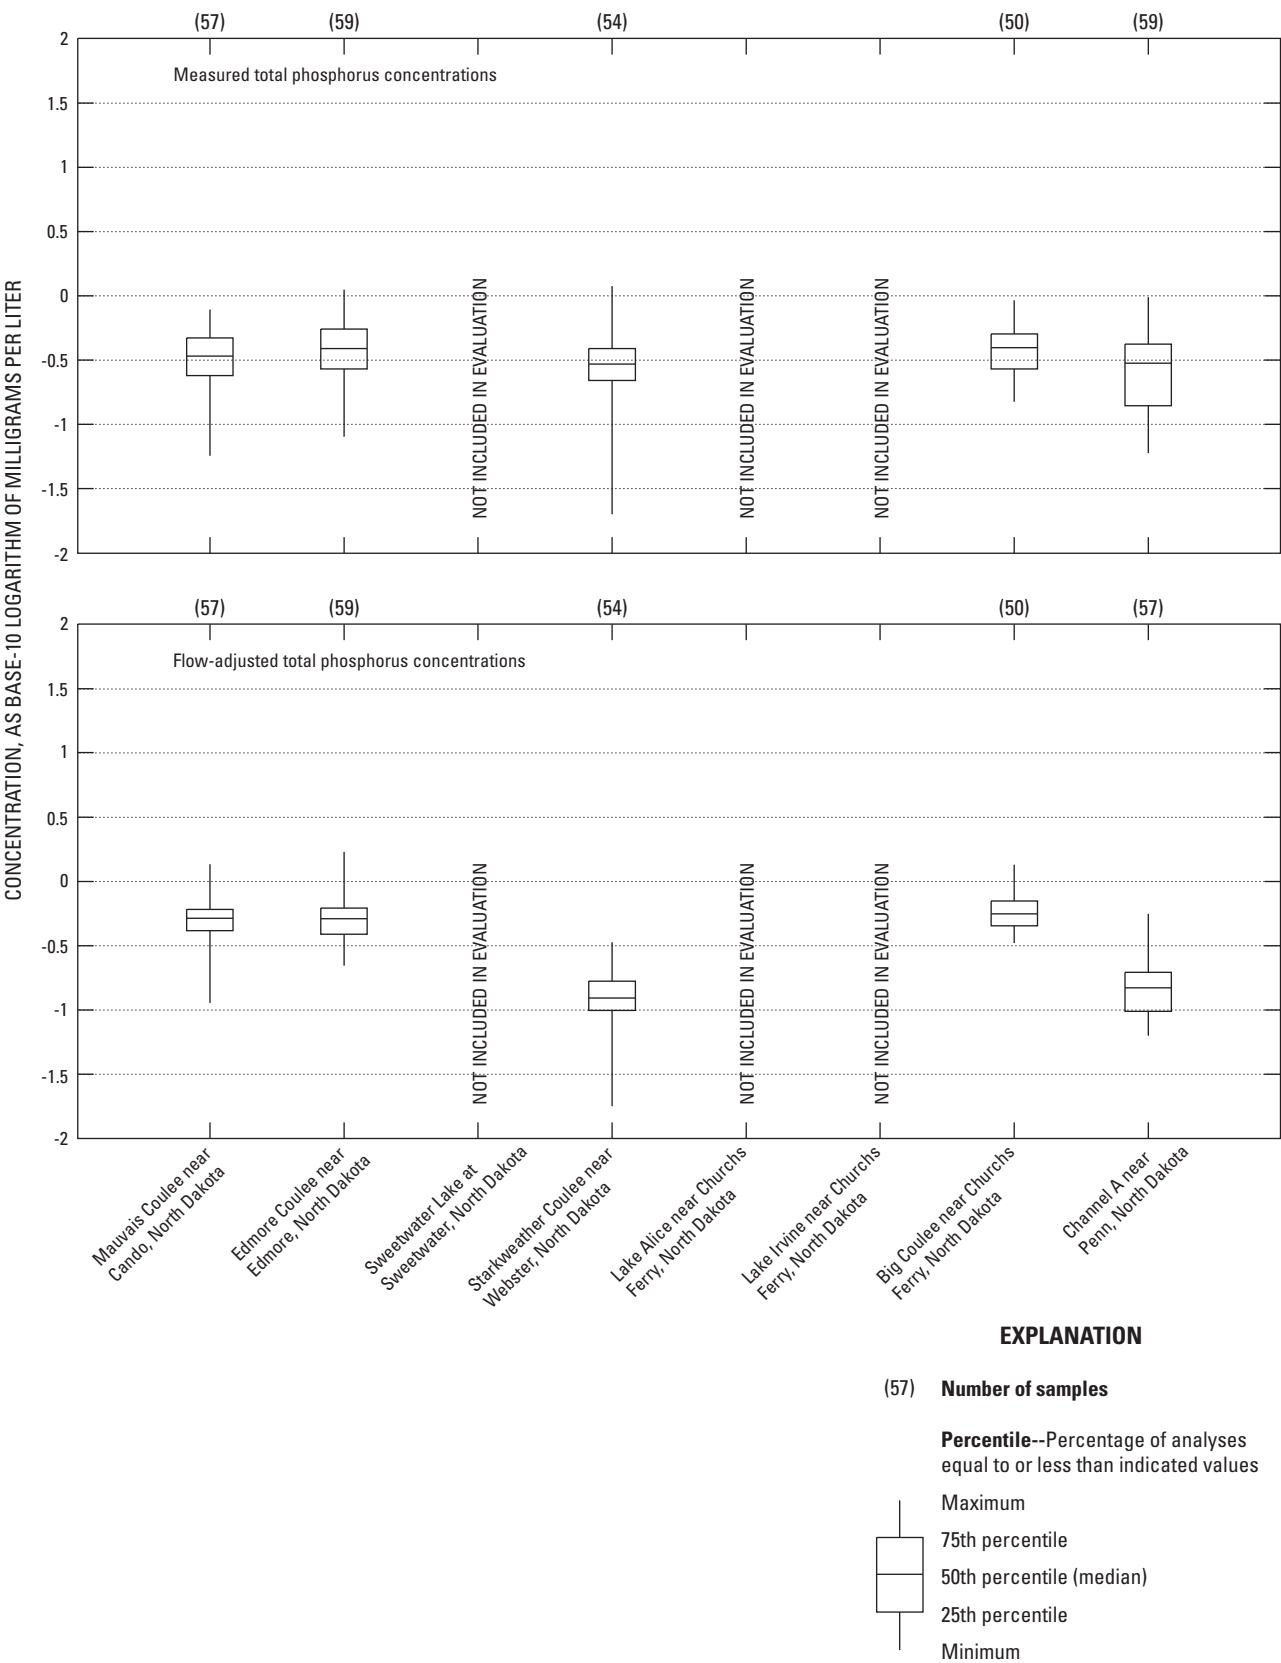 (57) (59) (54) (50) (59)
2
Measured total phosphorus concentrations
1.5
1
0.5
0
-0.5
-1
-1.5
-2
NOT INCLUDED IN EVALUATION
NOT INCLUDED IN EVALUATION
NOT INCLUDED IN EVALUATION
CONCENTRATION, AS BASE-10 LOGARITHM OF MILLIGRAMS PER LITER
(57) (59) (54) (50) (57)
2
Flow-adjusted total phosphorus concentrations
1.5
1
0.5
0
-0.5
-1
-1.5
-2
NOT INCLUDED IN EVALUATION
NOT INCLUDED IN EVALUATION
NOT INCLUDED IN EVALUATION
Mauvais Coulee near
Cando, North Dakota
Edmore Coulee near
Edmore, North Dakota
Sweetwater Lake at
Sweetwater, North Dakota
Starkweather Coulee near
Webster, North Dakota
Lake Alice near Churchs
Ferry, North Dakota
Lake Irvine near Churchs
Ferry, North Dakota
Big Coulee near Churchs
Ferry, North Dakota
Channel A near
Penn, North Dakota
EXPLANATION
(57) Number of samples
Percentile--Percentage of analyses
equal to or less than indicated values
Maximum
75th percentile
50th percentile (median)
25th percentile
Minimum